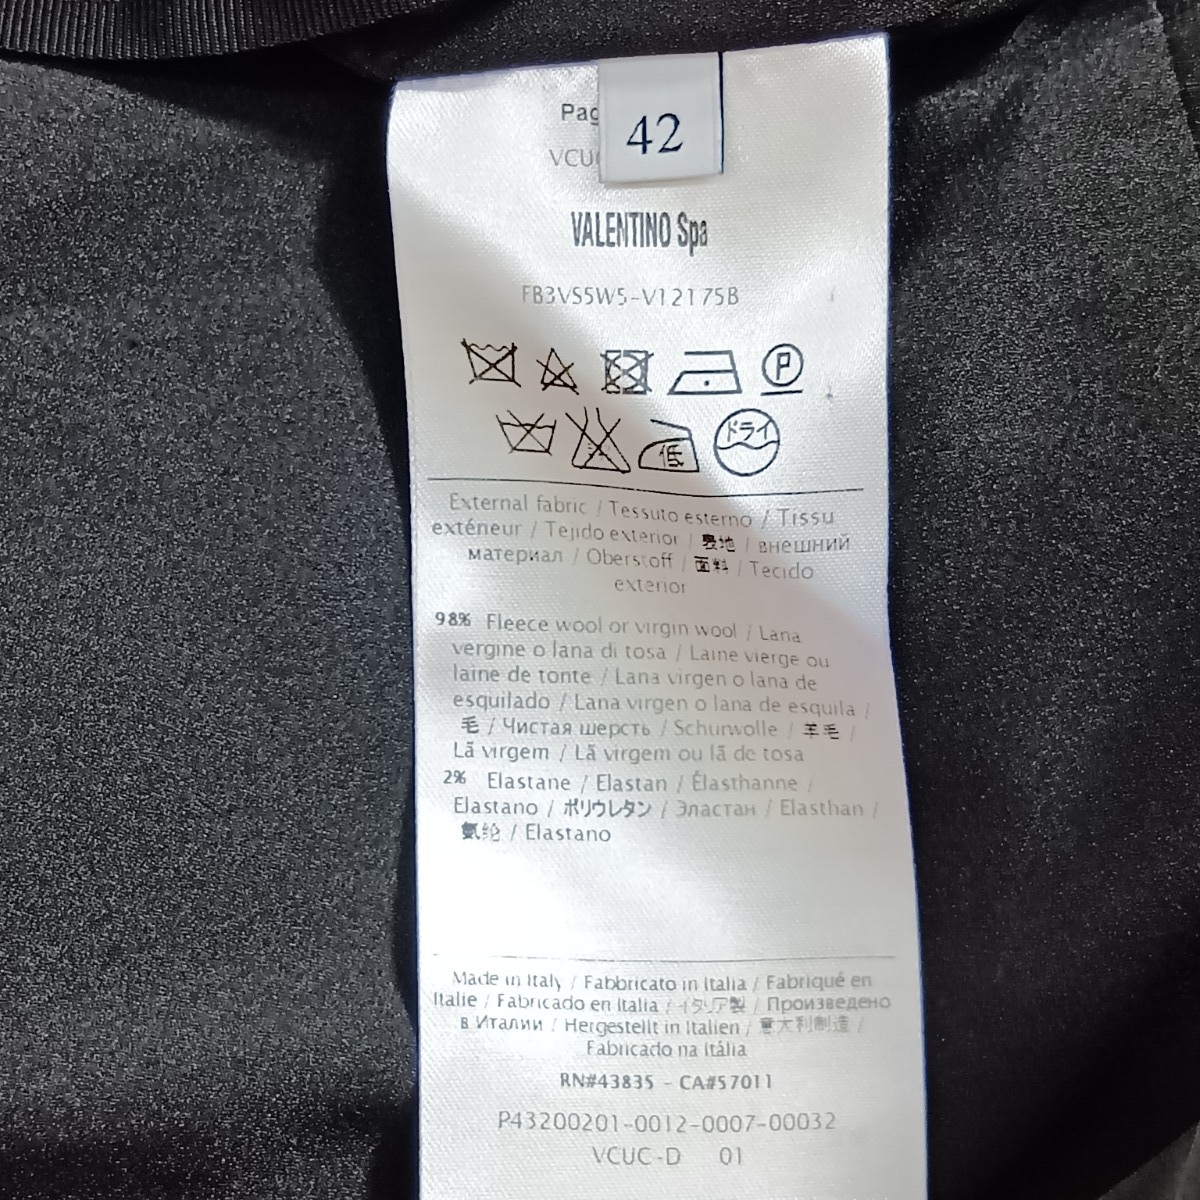 42
VALENTINO Spa
FB3VS5W5-V12175B
P
低
ドライ
External fabric / Tessuto esterno / Tissu
exténeur / Tejido exterior / 表地 / внешний
материал / Oberstoff / 面料 / Tecido
exterior
98% Fleece wool or virgin wool / Lana
vergine o lana di tosa / Laine vierge ou
laine de tonte / Lana virgen o lana de
esquilado / Lana virgen o lana de esquila /
毛 / Чистая шерсть / Schurwolle / 羊毛 /
Lã virgem / Lã virgem ou lã de tosa
2% Elastane / Elastan / Élasthanne /
Elastano / ポリウレタン / Эластан / Elasthan /
氨纶 / Elastano
Made in Italy / Fabbricato in Italia / Fabriqué en
Italie / Fabricado en Italia / イタリア製 / Произведено
в Италии / Hergestellt in Italien / 意大利制造 /
Fabricado na Itália
RN#43835 - CA#57011
P43200201-0012-0007-00032
VCUC-D 01